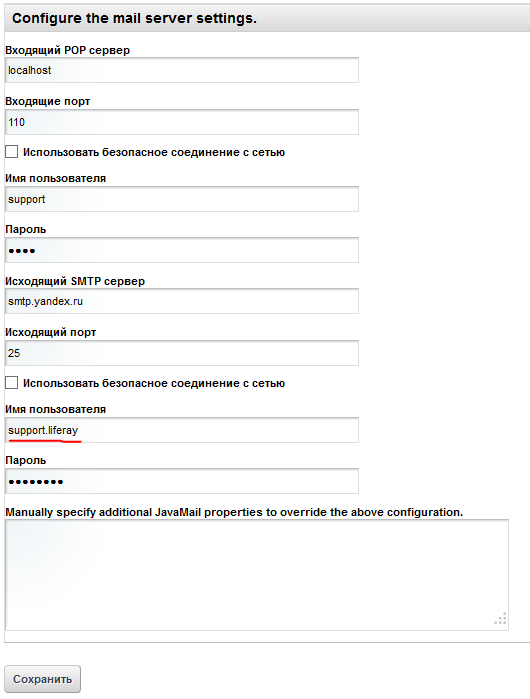 Configure the mail server settings.
Входящий POP сервер
localhost
Входящие порт
110
Использовать безопасное соединение с сетью
Имя пользователя
support
Пароль
••••
Исходящий SMTP сервер
smtp.yandex.ru
Исходящий порт
25
Использовать безопасное соединение с сетью
Имя пользователя
support.liferay
Пароль
••••••••
Manually specify additional JavaMail properties to override the above configuration.
Сохранить